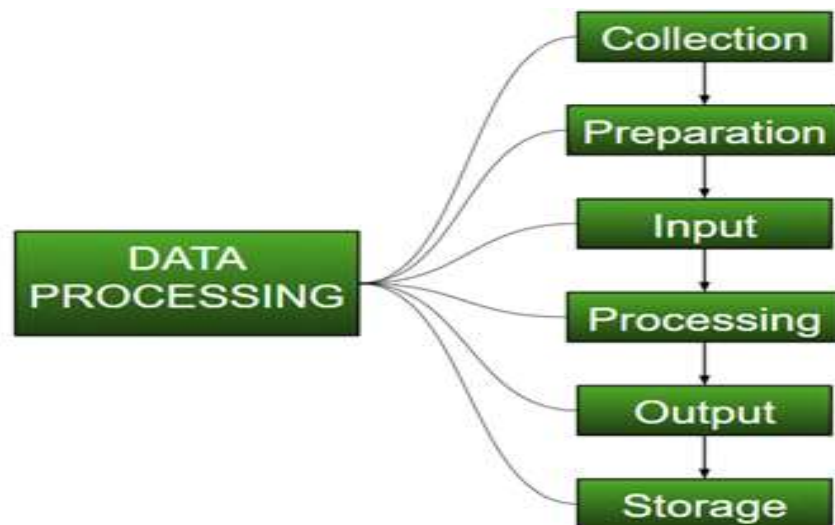 DATA
PROCESSING
Collection
Preparation
Input
Processing
Output
Storage